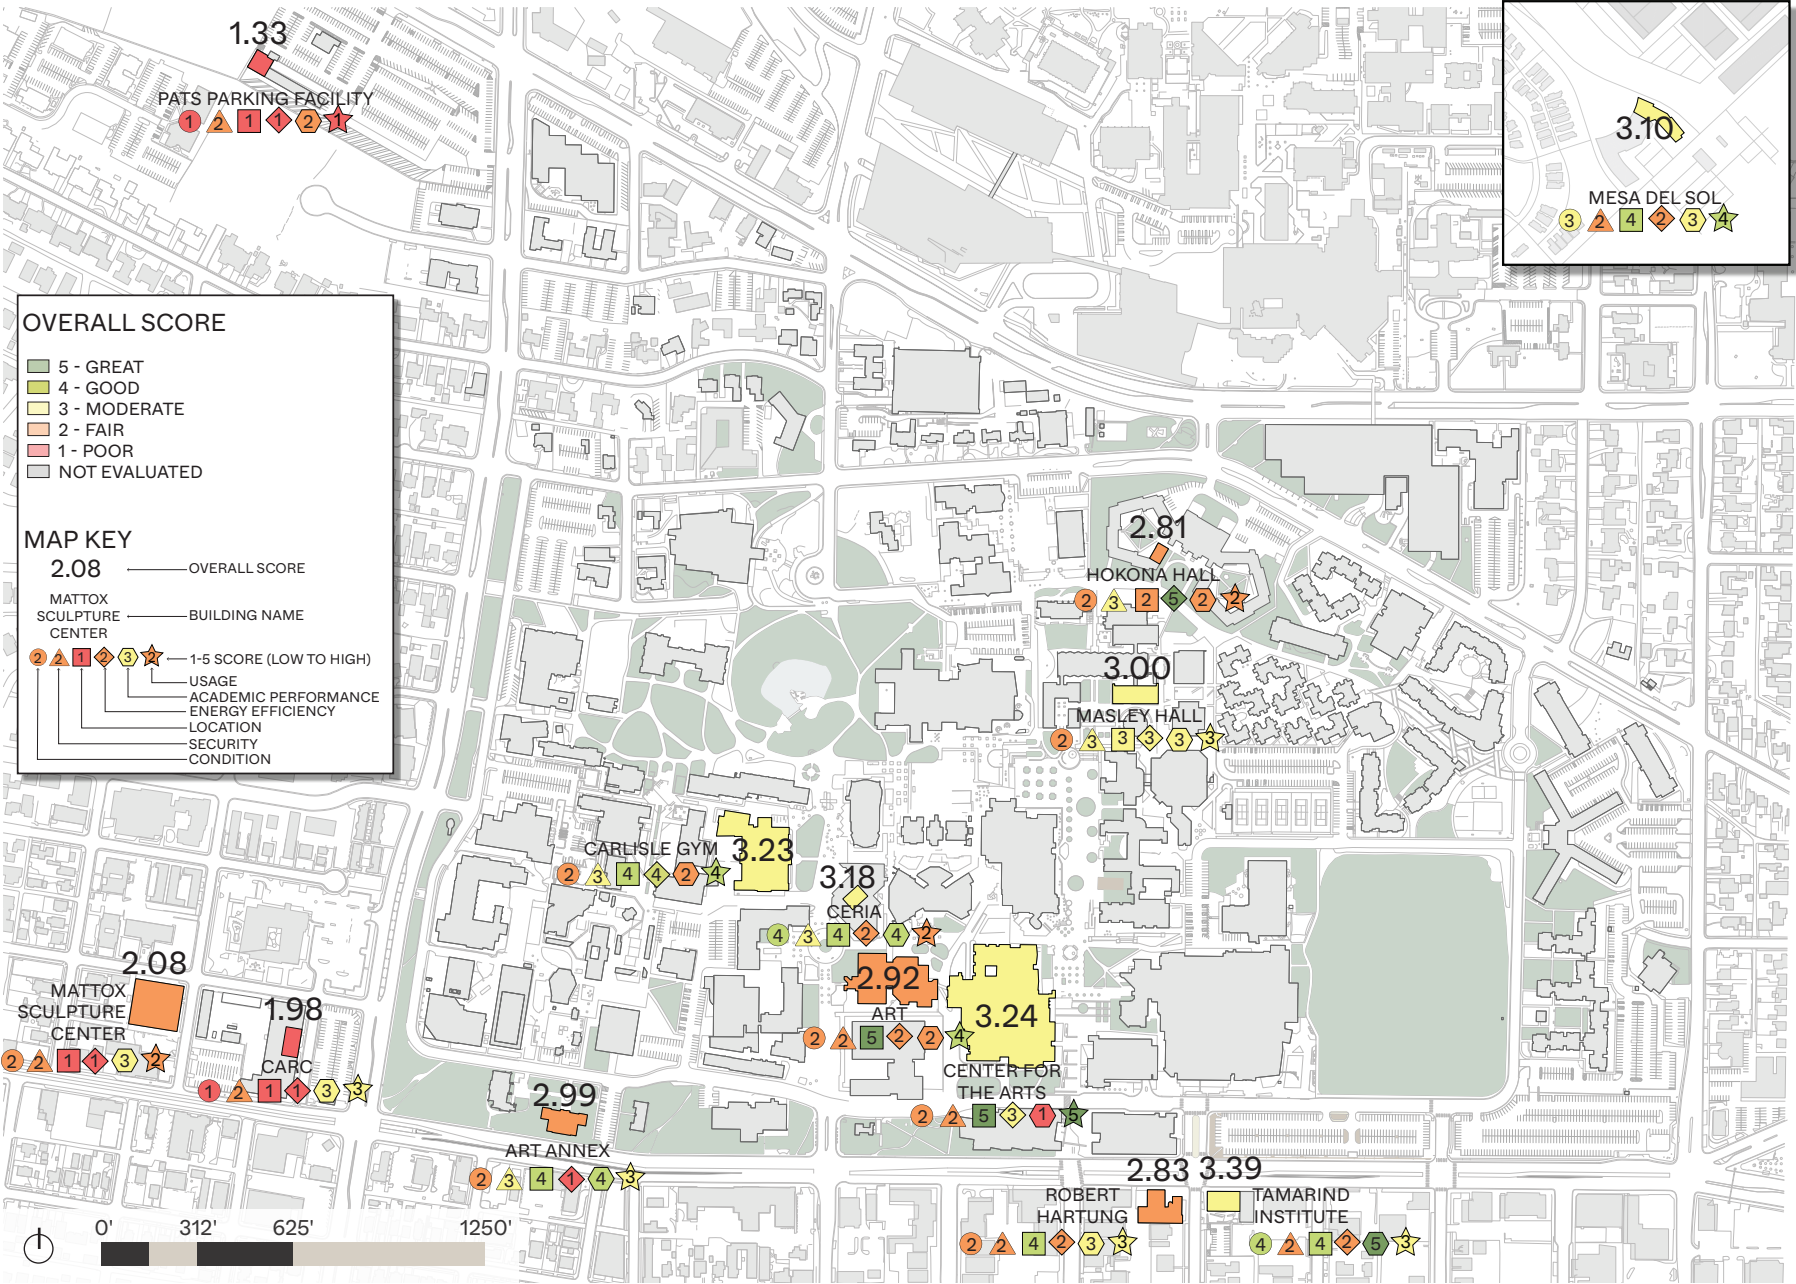 1.33
PATS PARKING FACILITY
1 2 1 1 2 1
3.10
MESA DEL SOL
3 2 4 2 3 4
OVERALL SCORE
5 - GREAT
4 - GOOD
3 - MODERATE
2 - FAIR
1 - POOR
NOT EVALUATED
MAP KEY
2.08 OVERALL SCORE
MATTOX
SCULPTURE BUILDING NAME
CENTER
2 2 1 2 3 2 1-5 SCORE (LOW TO HIGH)
USAGE
ACADEMIC PERFORMANCE
ENERGY EFFICIENCY
LOCATION
SECURITY
CONDITION
2.81
HOKONA HALL
2 3 2 5 2 2
3.00
MASLEY HALL
2 3 3 3 3 3
CARLISLE GYM 3.23
2 3 4 4 2 4
3.18
CERIA
4 3 4 2 4 2
2.08
MATTOX
SCULPTURE
CENTER
2 2 1 1 3 2
1.98
CARC
1 2 1 1 3 3
2.92
ART
2 2 5 2 2 4
3.24
CENTER FOR
THE ARTS
2 2 5 3 1 5
2.99
ART ANNEX
2 3 4 1 4 3
2.83
ROBERT
HARTUNG
2 2 4 2 3 3
3.39
TAMARIND
INSTITUTE
4 2 4 2 5 3
0' 312' 625' 1250'